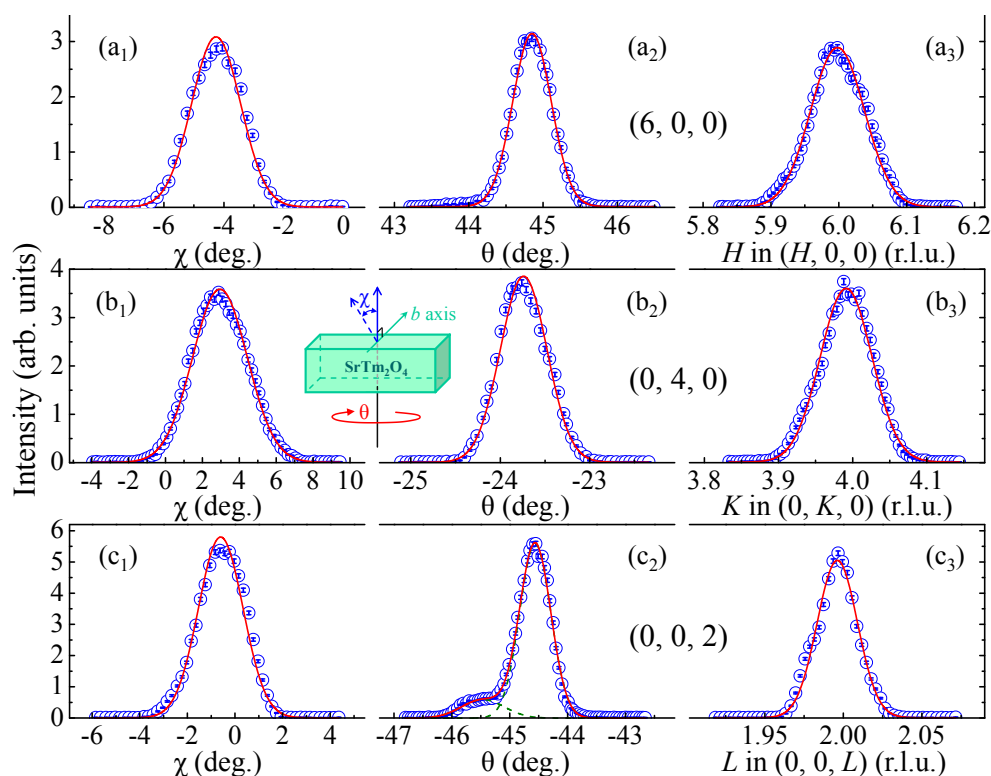 Intensity (arb. units)
(a₁)
(a₂)
(a₃)
(6, 0, 0)
3
2
1
0
-8 -6 -4 -2 0
43 44 45 46
5.8 5.9 6.0 6.1 6.2
χ (deg.)
θ (deg.)
H in (H, 0, 0) (r.l.u.)
(b₁)
(b₂)
(b₃)
(0, 4, 0)
4
3
2
1
0
χ
b axis
SrTm₂O₄
θ
-4 -2 0 2 4 6 8 10
-25 -24 -23
3.8 3.9 4.0 4.1
χ (deg.)
θ (deg.)
K in (0, K, 0) (r.l.u.)
(c₁)
(c₂)
(c₃)
(0, 0, 2)
6
5
4
3
2
1
0
-6 -4 -2 0 2 4
-47 -46 -45 -44 -43
1.95 2.00 2.05
χ (deg.)
θ (deg.)
L in (0, 0, L) (r.l.u.)